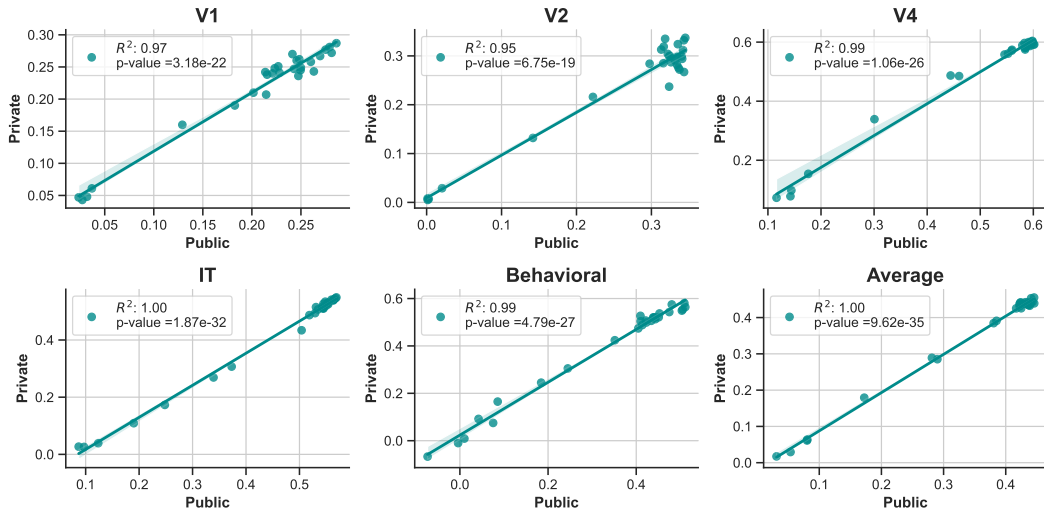 V1
R²: 0.97
p-value =3.18e-22
0.30
0.25
0.20
0.15
0.10
0.05
Private
0.05
0.10
0.15
0.20
0.25
Public
V2
R²: 0.95
p-value =6.75e-19
0.3
0.2
0.1
0.0
Private
0.0
0.1
0.2
0.3
Public
V4
R²: 0.99
p-value =1.06e-26
0.6
0.4
0.2
Private
0.1
0.2
0.3
0.4
0.5
0.6
Public
IT
R²: 1.00
p-value =1.87e-32
0.4
0.2
0.0
Private
0.1
0.2
0.3
0.4
0.5
Public
Behavioral
R²: 0.99
p-value =4.79e-27
0.6
0.4
0.2
0.0
Private
0.0
0.2
0.4
Public
Average
R²: 1.00
p-value =9.62e-35
0.4
0.3
0.2
0.1
0.0
Private
0.1
0.2
0.3
0.4
Public